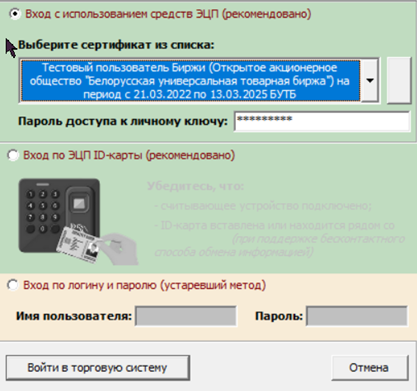 Вход с использованием средств ЭЦП (рекомендовано)
Выберите сертификат из списка:
Тестовый пользователь Биржи (Открытое акционерное
общество "Белорусская универсальная товарная биржа") на
период с 21.03.2022 по 13.03.2025 БУТБ
Пароль доступа к личному ключу: *********
Вход по ЭЦП ID-карты (рекомендовано)
Убедитесь, что:
- считывающее устройство подключено;
- ID-карта вставлена или находится рядом со
(при поддержке бесконтактного
способа обмена информацией)
Вход по логину и паролю (устаревший метод)
Имя пользователя: Пароль:
Войти в торговую систему Отмена